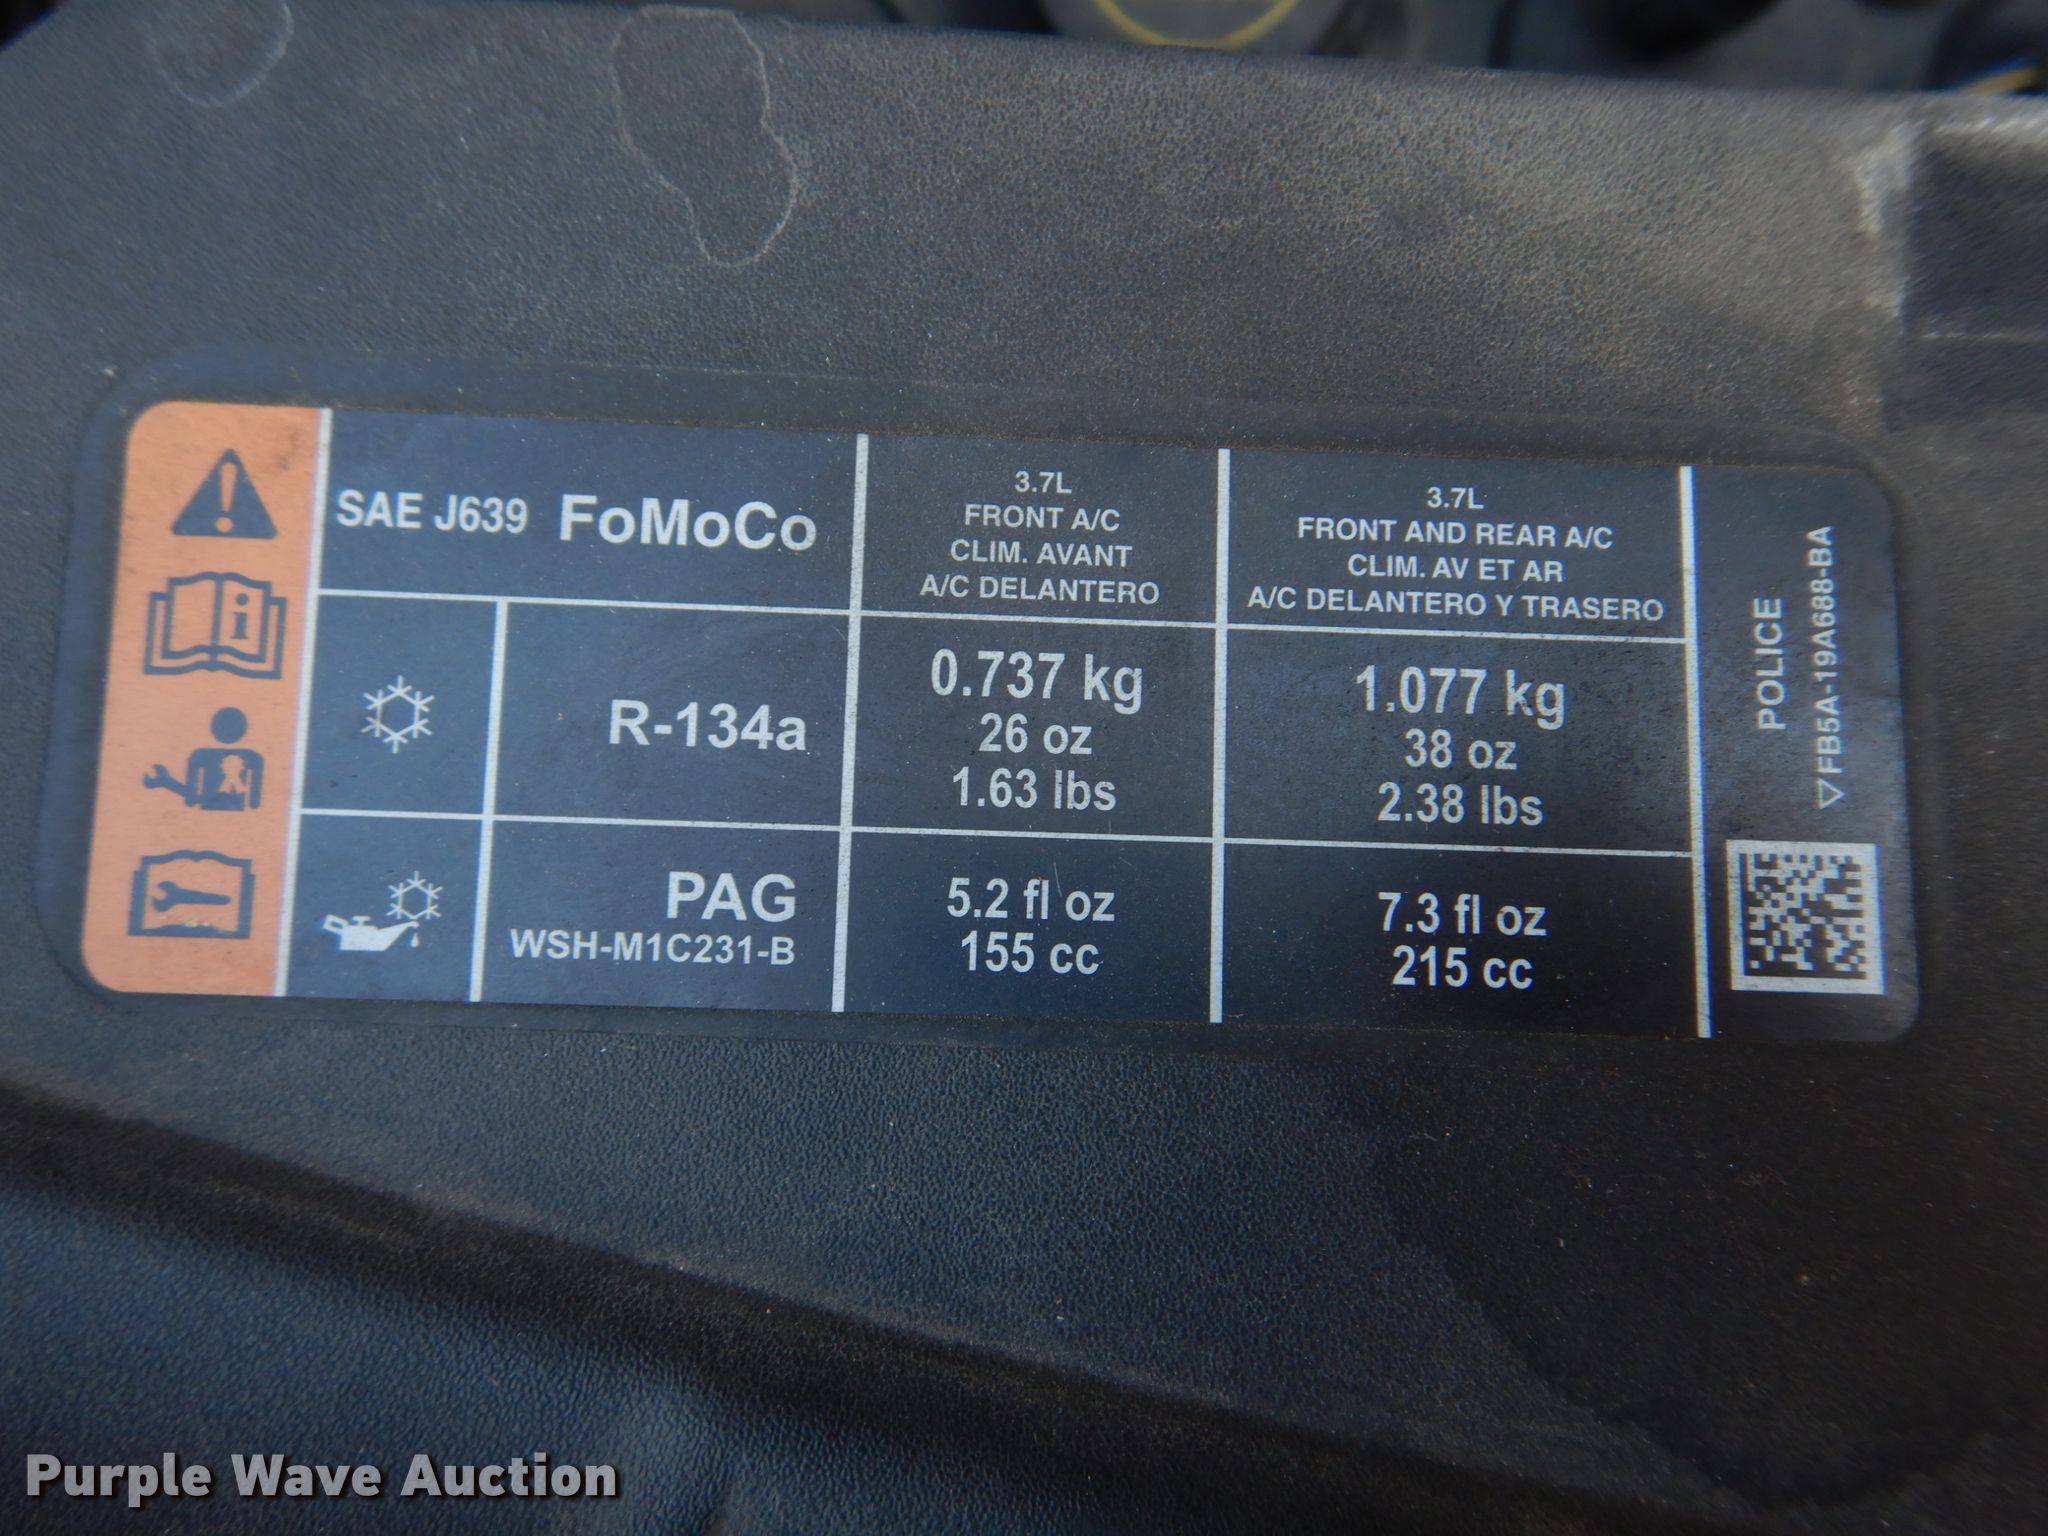 SAE J639 FoMoCo
3.7L
FRONT A/C
CLIM. AVANT
A/C DELANTERO
3.7L
FRONT AND REAR A/C
CLIM. AV ET AR
A/C DELANTERO Y TRASERO
R-134a
0.737 kg
26 oz
1.63 lbs
1.077 kg
38 oz
2.38 lbs
PAG
WSH-M1C231-B
5.2 fl oz
155 cc
7.3 fl oz
215 cc
POLICE
▽FB5A-19A688-BA
Purple Wave Auction